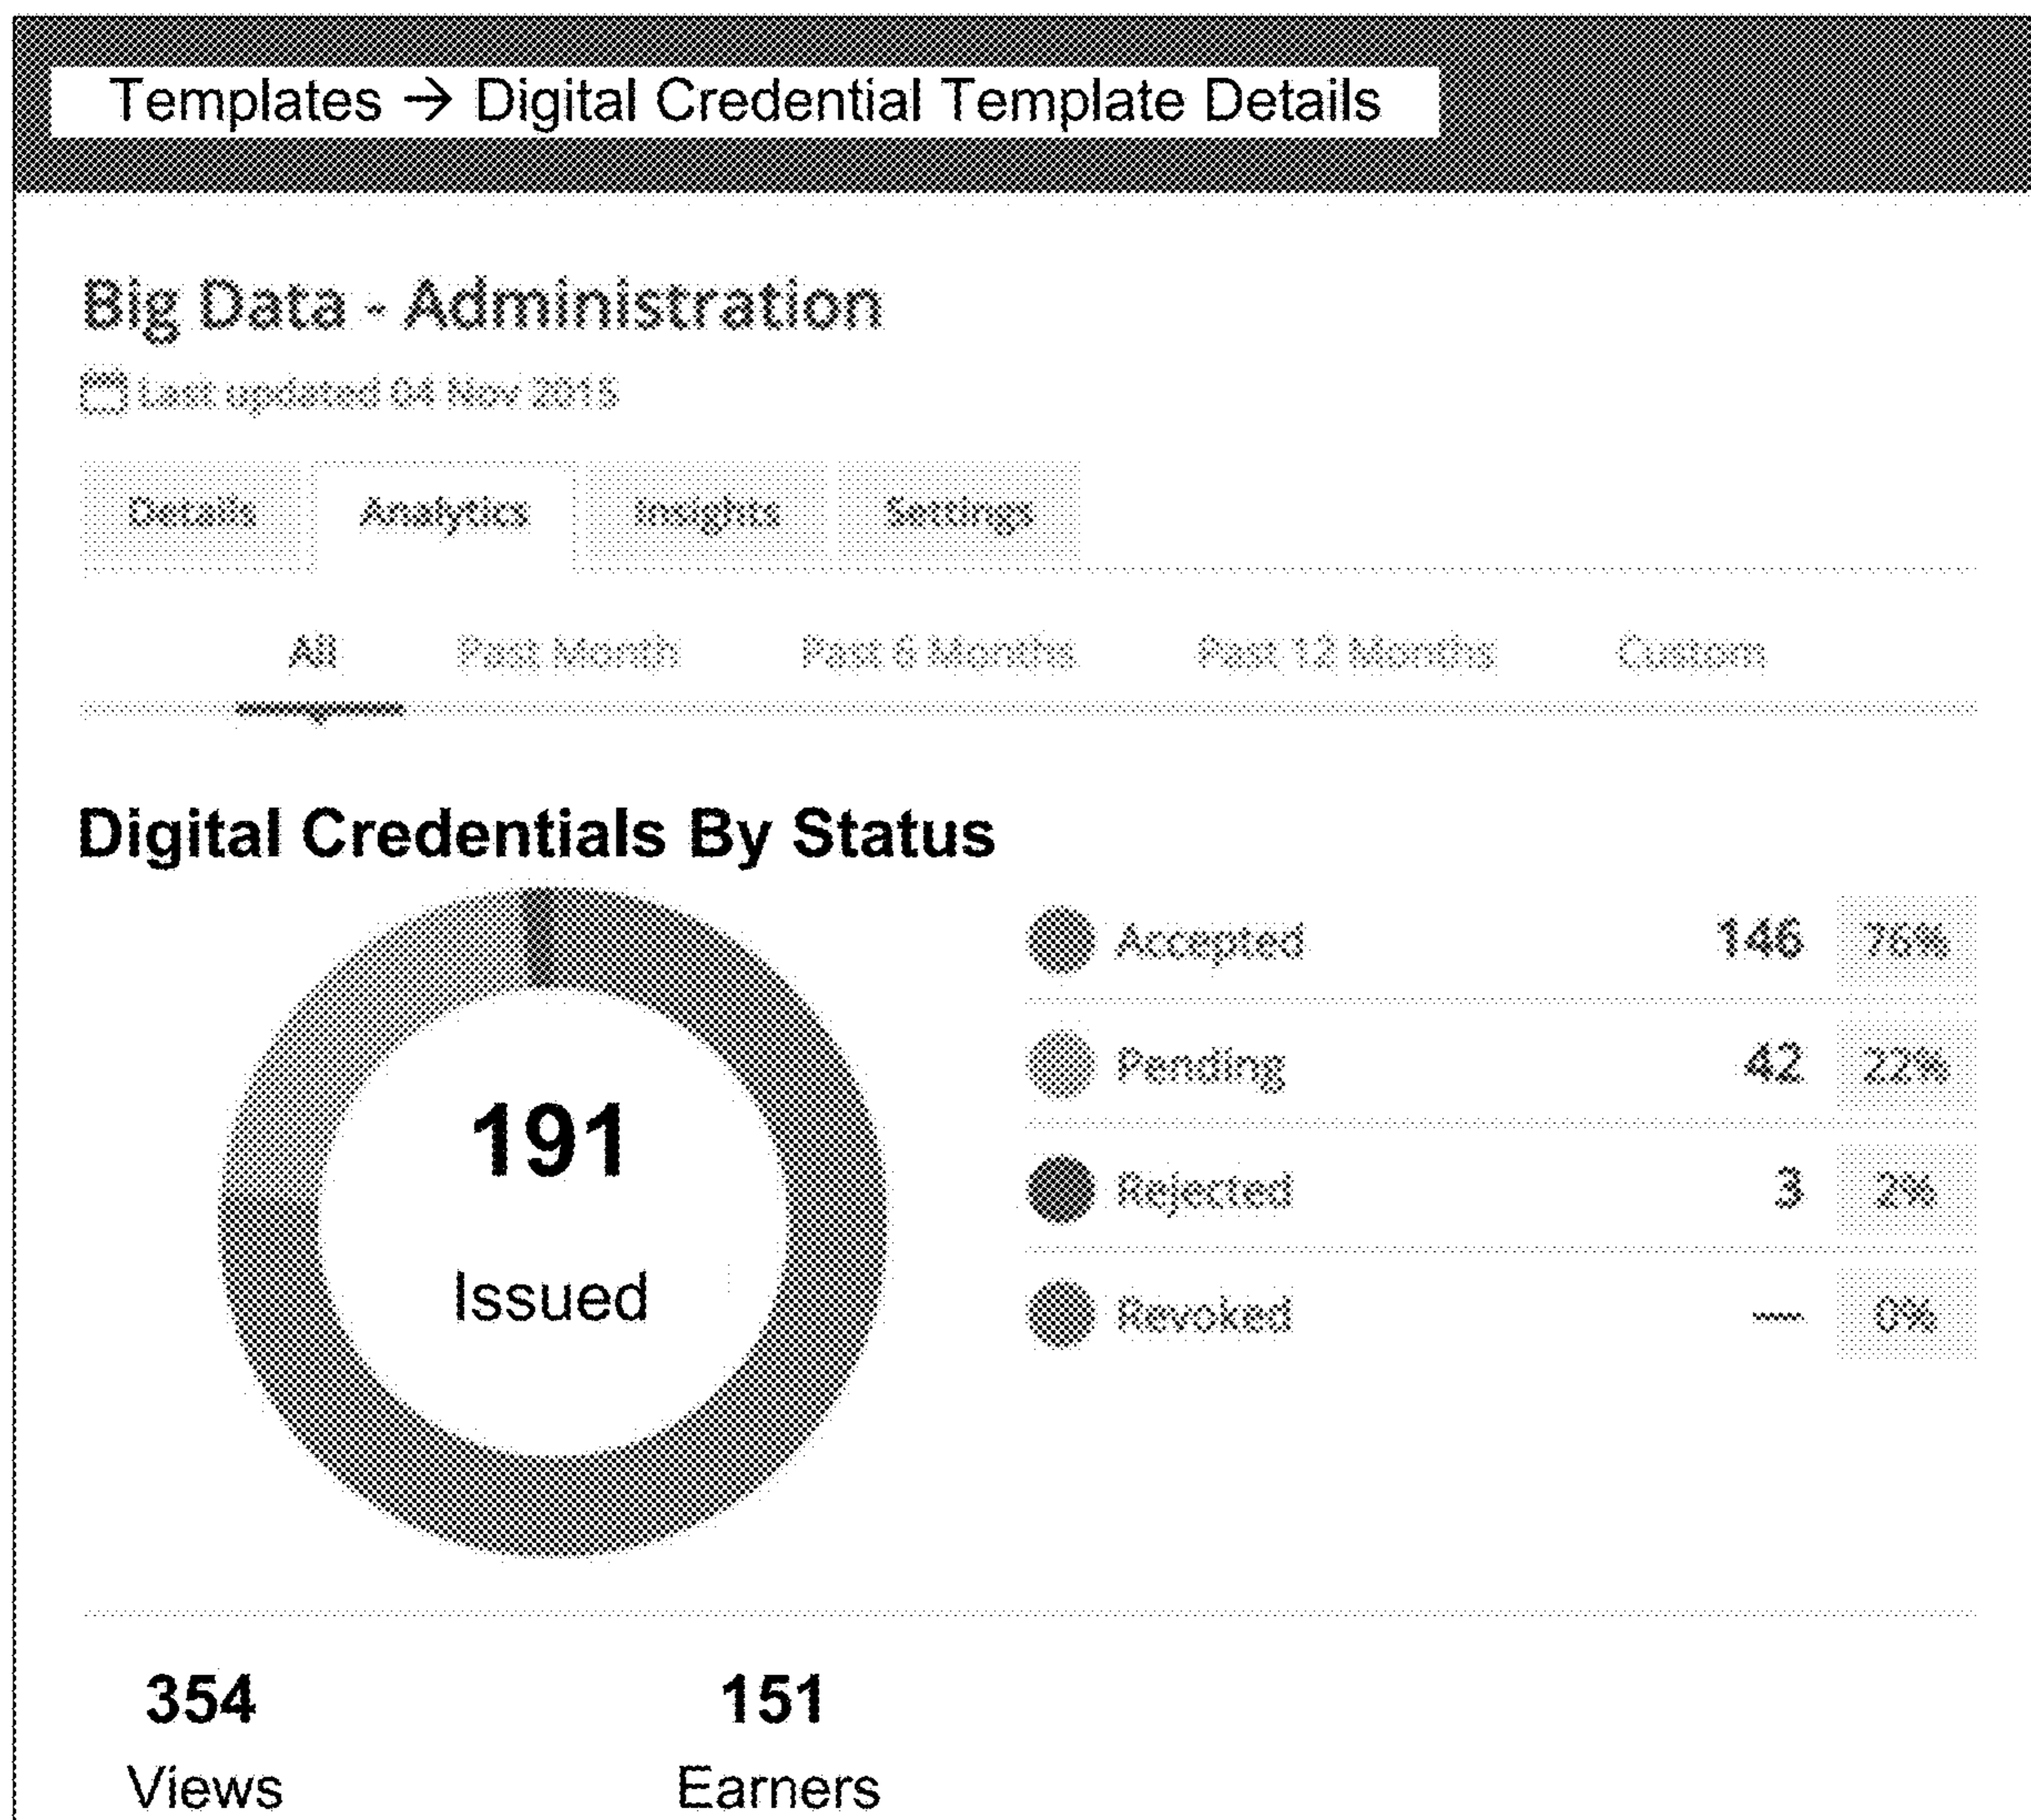 Templates → Digital Credential Template Details
Big Data - Administration
Last updated 04 Nov 2015
Details Analytics Insights Settings
All Past Month Past 6 Months Past 12 Months Custom
Digital Credentials By Status
191
Issued
Accepted 146 76%
Pending 42 22%
Rejected 3 2%
Revoked — 0%
354 151
Views Earners